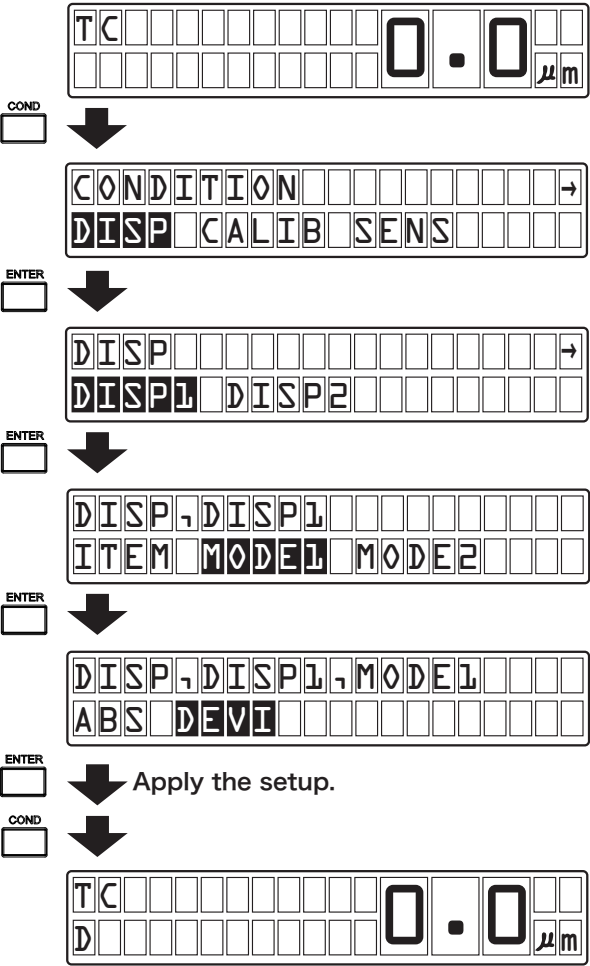 TC 0.0
μm
COND
CONDITION →
DISP CALIB SENS
ENTER
DISP →
DISP1 DISP2
ENTER
DISP,DISP1
ITEM MODE1 MODE2
ENTER
DISP,DISP1,MODE1
ABS DEVI
ENTER
Apply the setup.
COND
TC 0.0
D μm